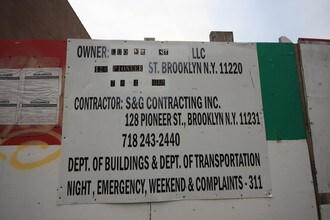 OWNER: LLC
ST. BROOKLYN N.Y. 11220
CONTRACTOR: S&G CONTRACTING INC.
128 PIONEER ST., BROOKLYN N.Y. 11231
718 243-2440
DEPT. OF BUILDINGS & DEPT. OF TRANSPORTATION
NIGHT, EMERGENCY, WEEKEND & COMPLAINTS - 311